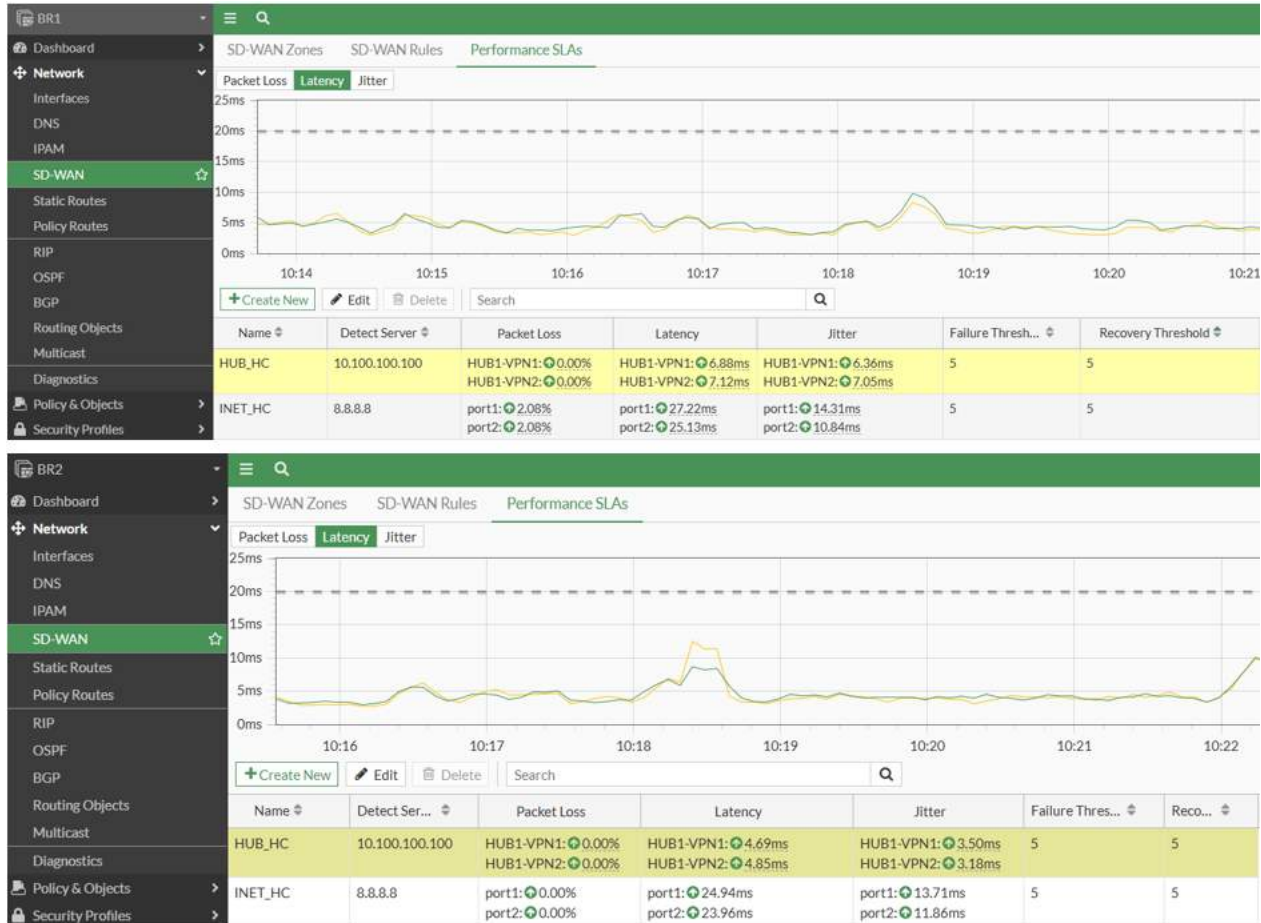 BR1
Dashboard
SD-WAN Zones SD-WAN Rules Performance SLAs
Network
Packet Loss Latency Jitter
Interfaces
25ms
DNS
20ms
IPAM
15ms
SD-WAN
10ms
Static Routes
5ms
Policy Routes
0ms
RIP
10:14 10:15 10:16 10:17 10:18 10:19 10:20 10:21
OSPF
+Create New Edit Delete Search
BGP
Routing Objects
Name Detect Server Packet Loss Latency Jitter Failure Thresh... Recovery Threshold
Multicast
HUB_HC 10.100.100.100 HUB1-VPN1: 0.00% HUB1-VPN1: 6.88ms HUB1-VPN1: 6.36ms 5 5
HUB1-VPN2: 0.00% HUB1-VPN2: 7.12ms HUB1-VPN2: 7.05ms
Diagnostics
Policy & Objects
INET_HC 8.8.8.8 port1: 2.08% port1: 27.22ms port1: 14.31ms 5 5
Security Profiles
port2: 2.08% port2: 25.13ms port2: 10.84ms
BR2
Dashboard
SD-WAN Zones SD-WAN Rules Performance SLAs
Network
Packet Loss Latency Jitter
Interfaces
25ms
DNS
20ms
IPAM
15ms
SD-WAN
10ms
Static Routes
5ms
Policy Routes
0ms
RIP
10:16 10:17 10:18 10:19 10:20 10:21 10:22
OSPF
+Create New Edit Delete Search
BGP
Routing Objects
Name Detect Ser... Packet Loss Latency Jitter Failure Thres... Reco...
Multicast
HUB_HC 10.100.100.100 HUB1-VPN1: 0.00% HUB1-VPN1: 4.69ms HUB1-VPN1: 3.50ms 5 5
HUB1-VPN2: 0.00% HUB1-VPN2: 4.85ms HUB1-VPN2: 3.18ms
Diagnostics
Policy & Objects
INET_HC 8.8.8.8 port1: 0.00% port1: 24.94ms port1: 13.71ms 5 5
Security Profiles
port2: 0.00% port2: 23.96ms port2: 11.86ms